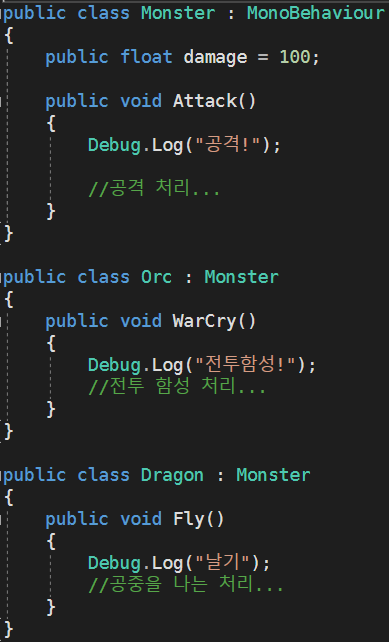 public class Monster : MonoBehaviour
{
public float damage = 100;
public void Attack()
{
Debug.Log("공격!");
//공격 처리...
}
}
public class Orc : Monster
{
public void WarCry()
{
Debug.Log("전투함성!");
//전투 함성 처리...
}
}
public class Dragon : Monster
{
public void Fly()
{
Debug.Log("날기");
//공중을 나는 처리...
}
}